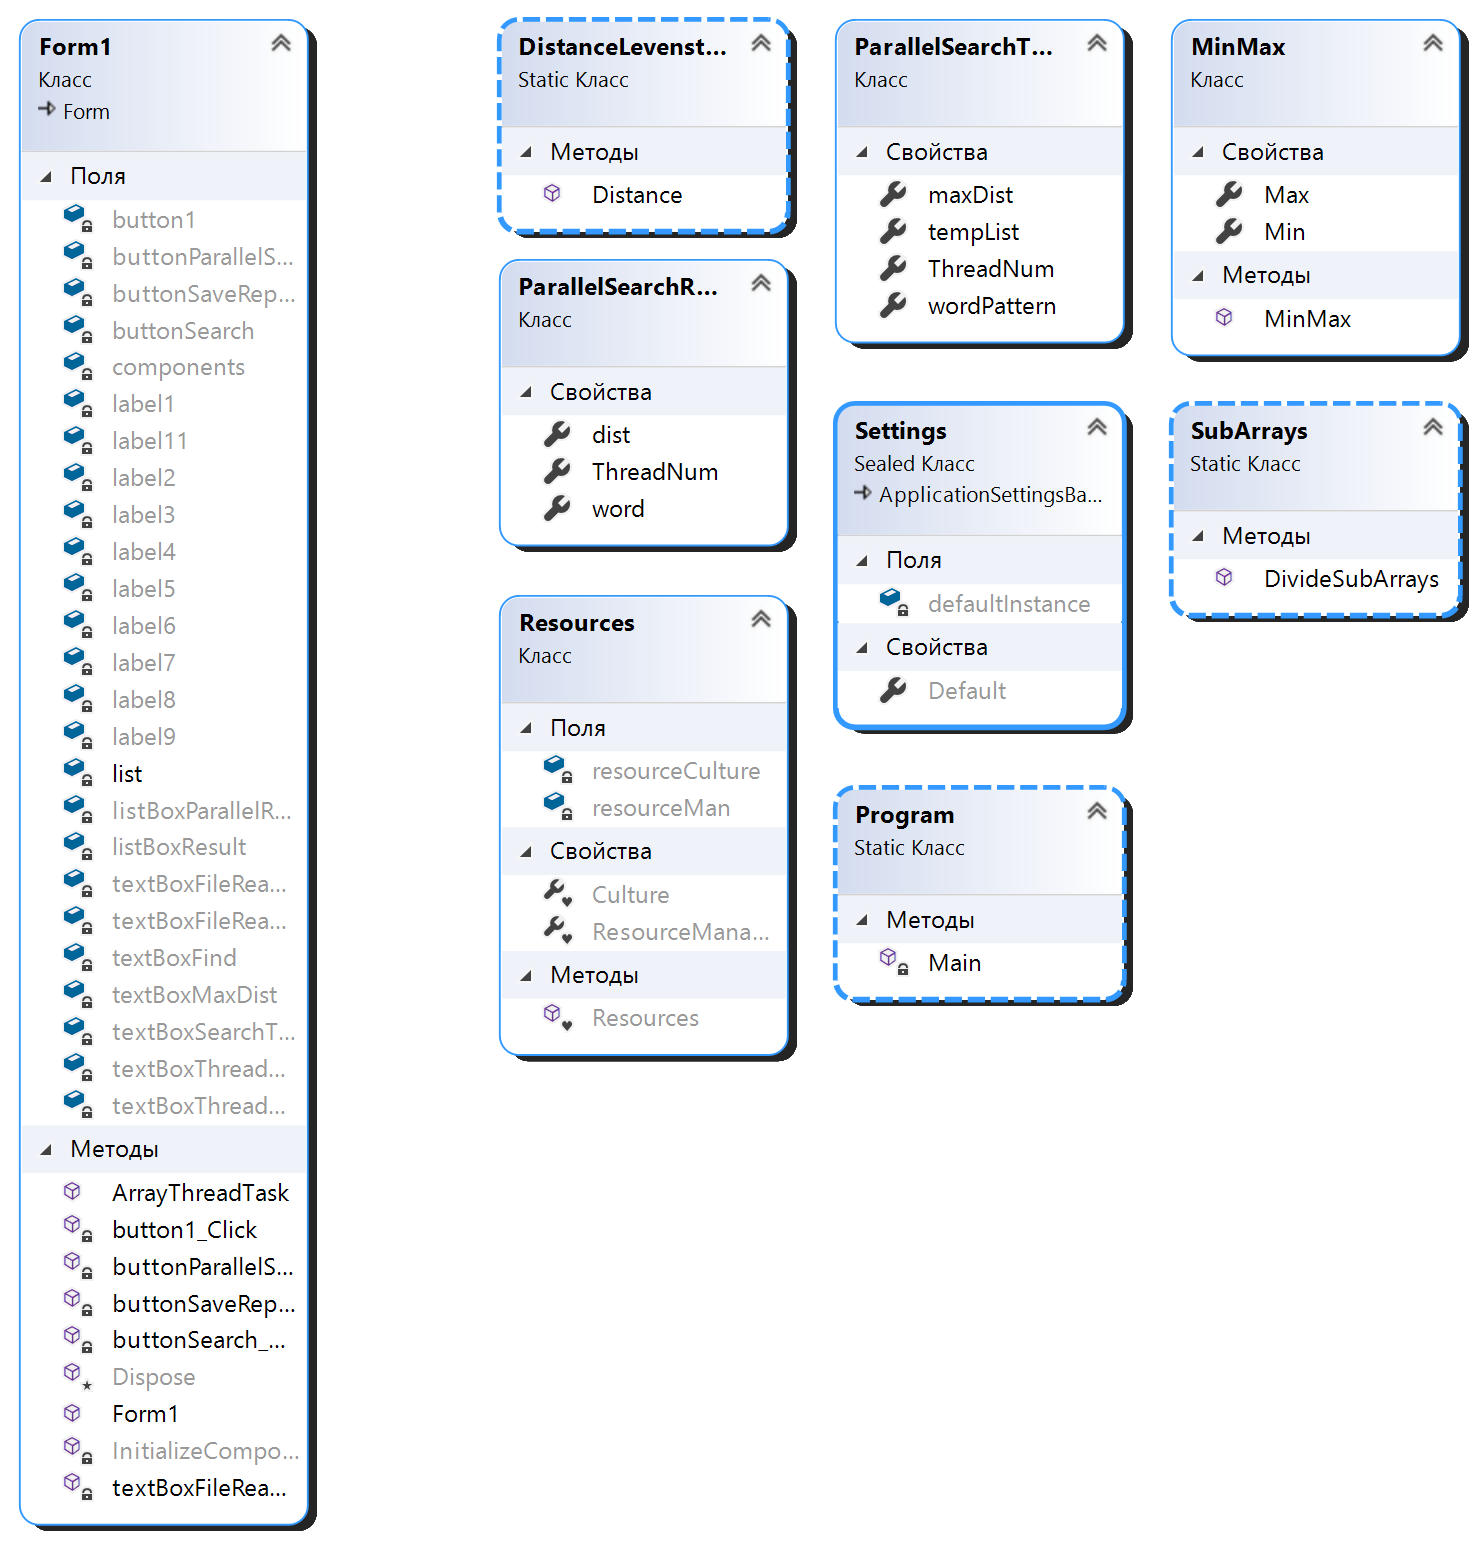 Form1
Класс
Form
Поля
button1
buttonParallelS...
buttonSaveRep...
buttonSearch
components
label1
label11
label2
label3
label4
label5
label6
label7
label8
label9
list
listBoxParallelR...
listBoxResult
textBoxFileRea...
textBoxFileRea...
textBoxFind
textBoxMaxDist
textBoxSearchT...
textBoxThread...
textBoxThread...
Методы
ArrayThreadTask
button1_Click
buttonParallelS...
buttonSaveRep...
buttonSearch_...
Dispose
Form1
InitializeCompo...
textBoxFileRea...
DistanceLevenst...
Static Класс
Методы
Distance
ParallelSearchR...
Класс
Свойства
dist
ThreadNum
word
Resources
Класс
Поля
resourceCulture
resourceMan
Свойства
Culture
ResourceMana...
Методы
Resources
ParallelSearchT...
Класс
Свойства
maxDist
tempList
ThreadNum
wordPattern
Settings
Sealed Класс
ApplicationSettingsBa...
Поля
defaultInstance
Свойства
Default
Program
Static Класс
Методы
Main
MinMax
Класс
Свойства
Max
Min
Методы
MinMax
SubArrays
Static Класс
Методы
DivideSubArrays